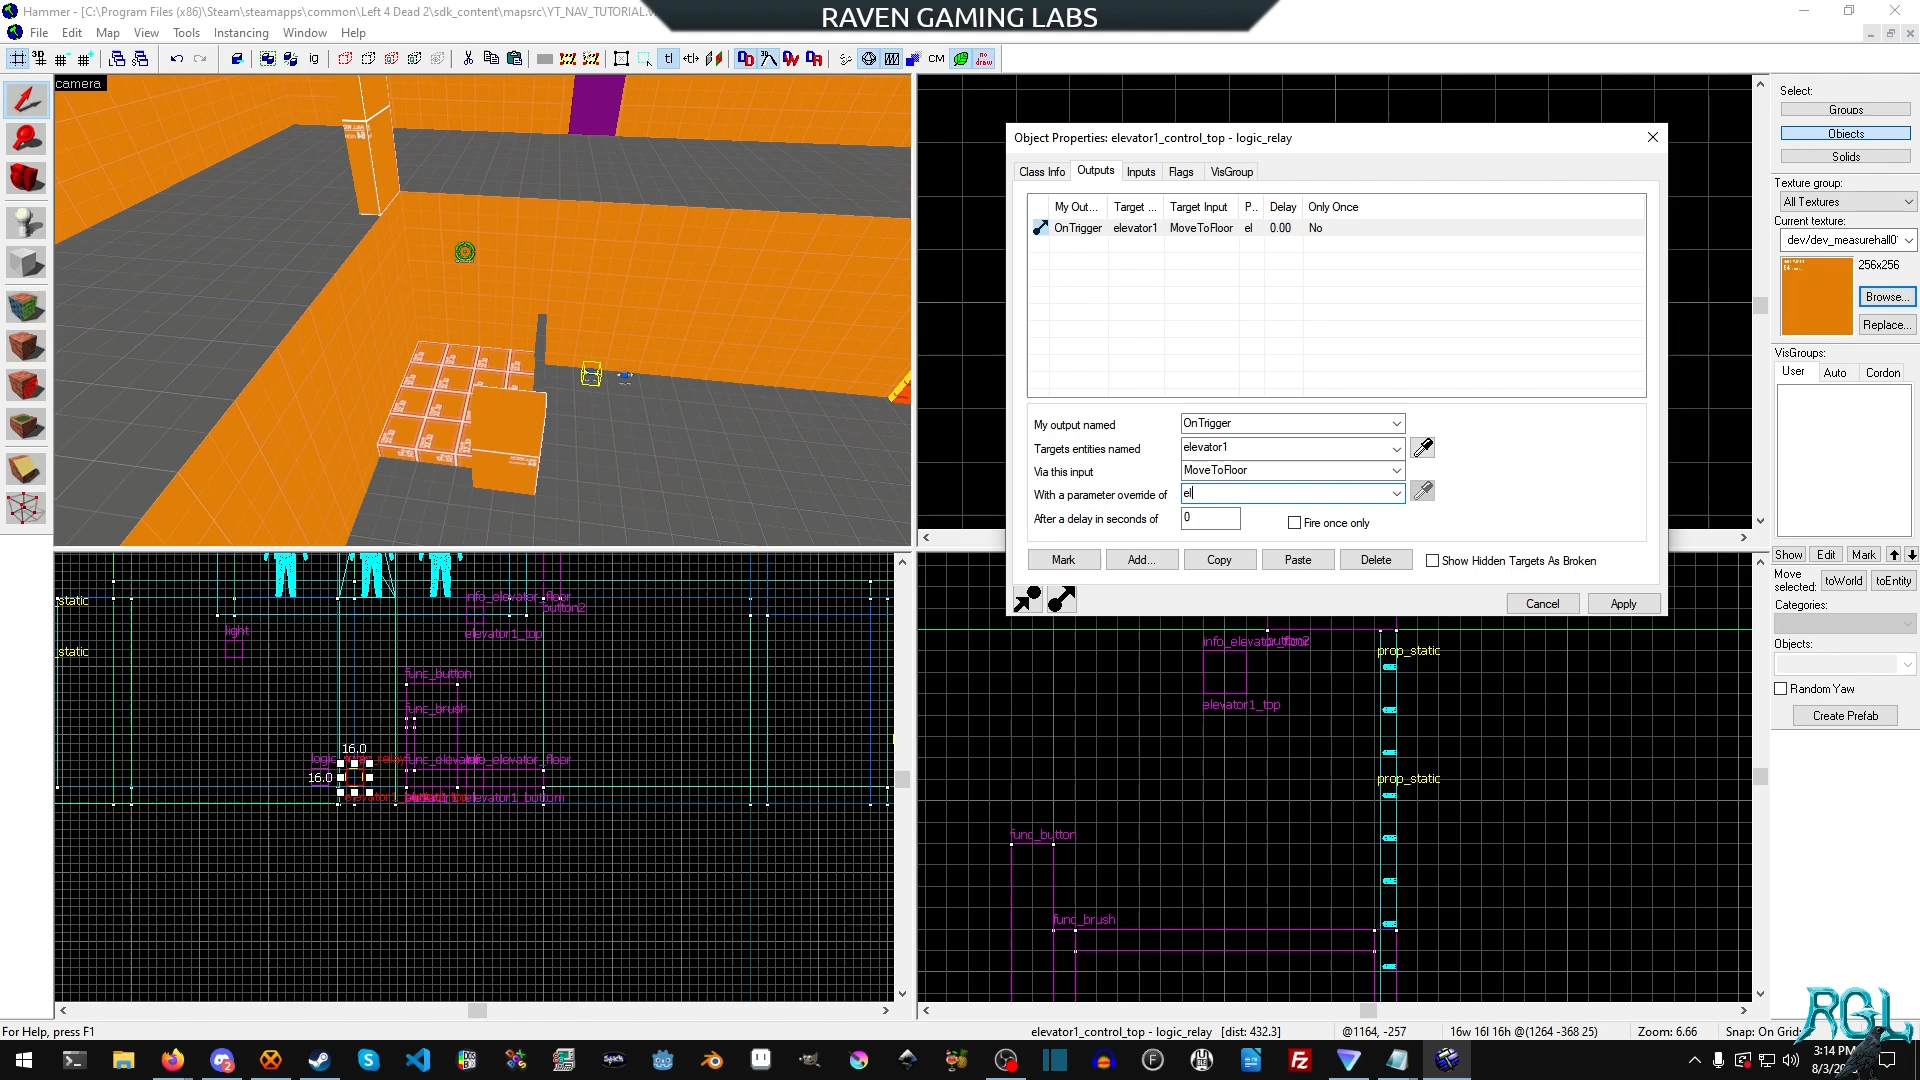 Hammer - [C:\Program Files (x86)\Steam\steamapps\common\Left 4 Dead 2\sdk_content\mapsrc\YT_NAV_TUTORIAL.
RAVEN GAMING LABS
File Edit Map View Tools Instancing Window Help
camera
Object Properties: elevator1_control_top - logic_relay
Class Info Outputs Inputs Flags VisGroup
My Out... Target ... Target Input P.. Delay Only Once
OnTrigger elevator1 MoveToFloor el 0.00 No
My output named OnTrigger
Targets entities named elevator1
Via this input MoveToFloor
With a parameter override of el
After a delay in seconds of 0 Fire once only
Mark Add... Copy Paste Delete Show Hidden Targets As Broken
Cancel Apply
Select:
Groups
Objects
Solids
Texture group:
All Textures
Current texture:
dev/dev_measurehall0
256x256
Browse...
Replace...
VisGroups:
User Auto Cordon
Show Edit Mark
Move selected: toWorld toEntity
Categories:
Objects:
Random Yaw
Create Prefab
_static
_static
light
info_elevator_floor
button2
elevator1_top
func_button
func_brush
16.0
16.0
func_elevator
info_elevator_floor
elevator1_bottom
info_elevator_floor
button2
elevator1_top
prop_static
prop_static
func_button
func_brush
For Help, press F1
elevator1_control_top - logic_relay [dist: 432.3] @1164, -257 16w 16l 16h @(1264 -368 25) Zoom: 6.66 Snap: On Grid:
RGL
3:14 PM